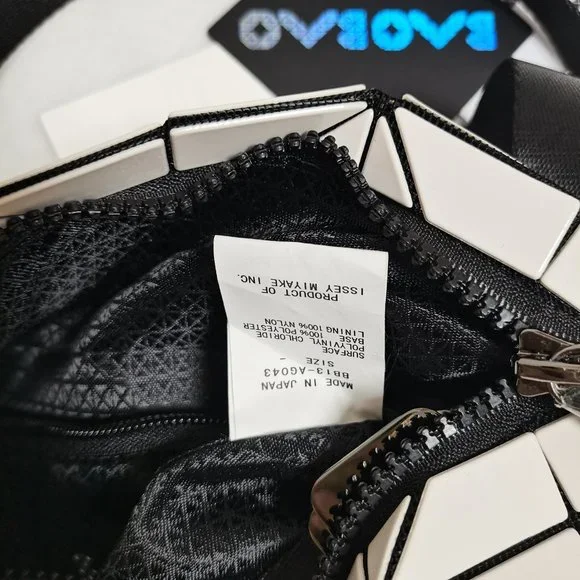 BAOBAO
MADE IN JAPAN
BB13-AG043
SIZE -
SURFACE
POLYVINYL CHLORIDE
BASE 100% POLYESTER
LINING 100% NYLON
PRODUCT OF
ISSEY MIYAKE INC.